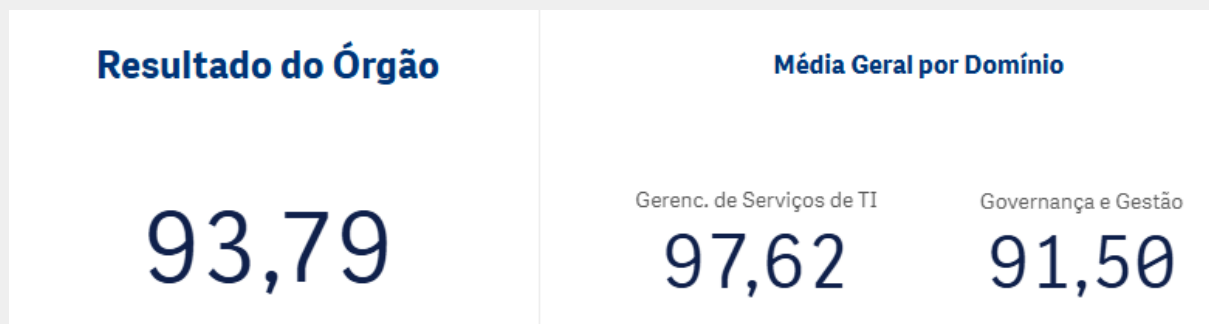 Resultado do Órgão
93,79
Média Geral por Domínio
Gerenc. de Serviços de TI
97,62
Governança e Gestão
91,50